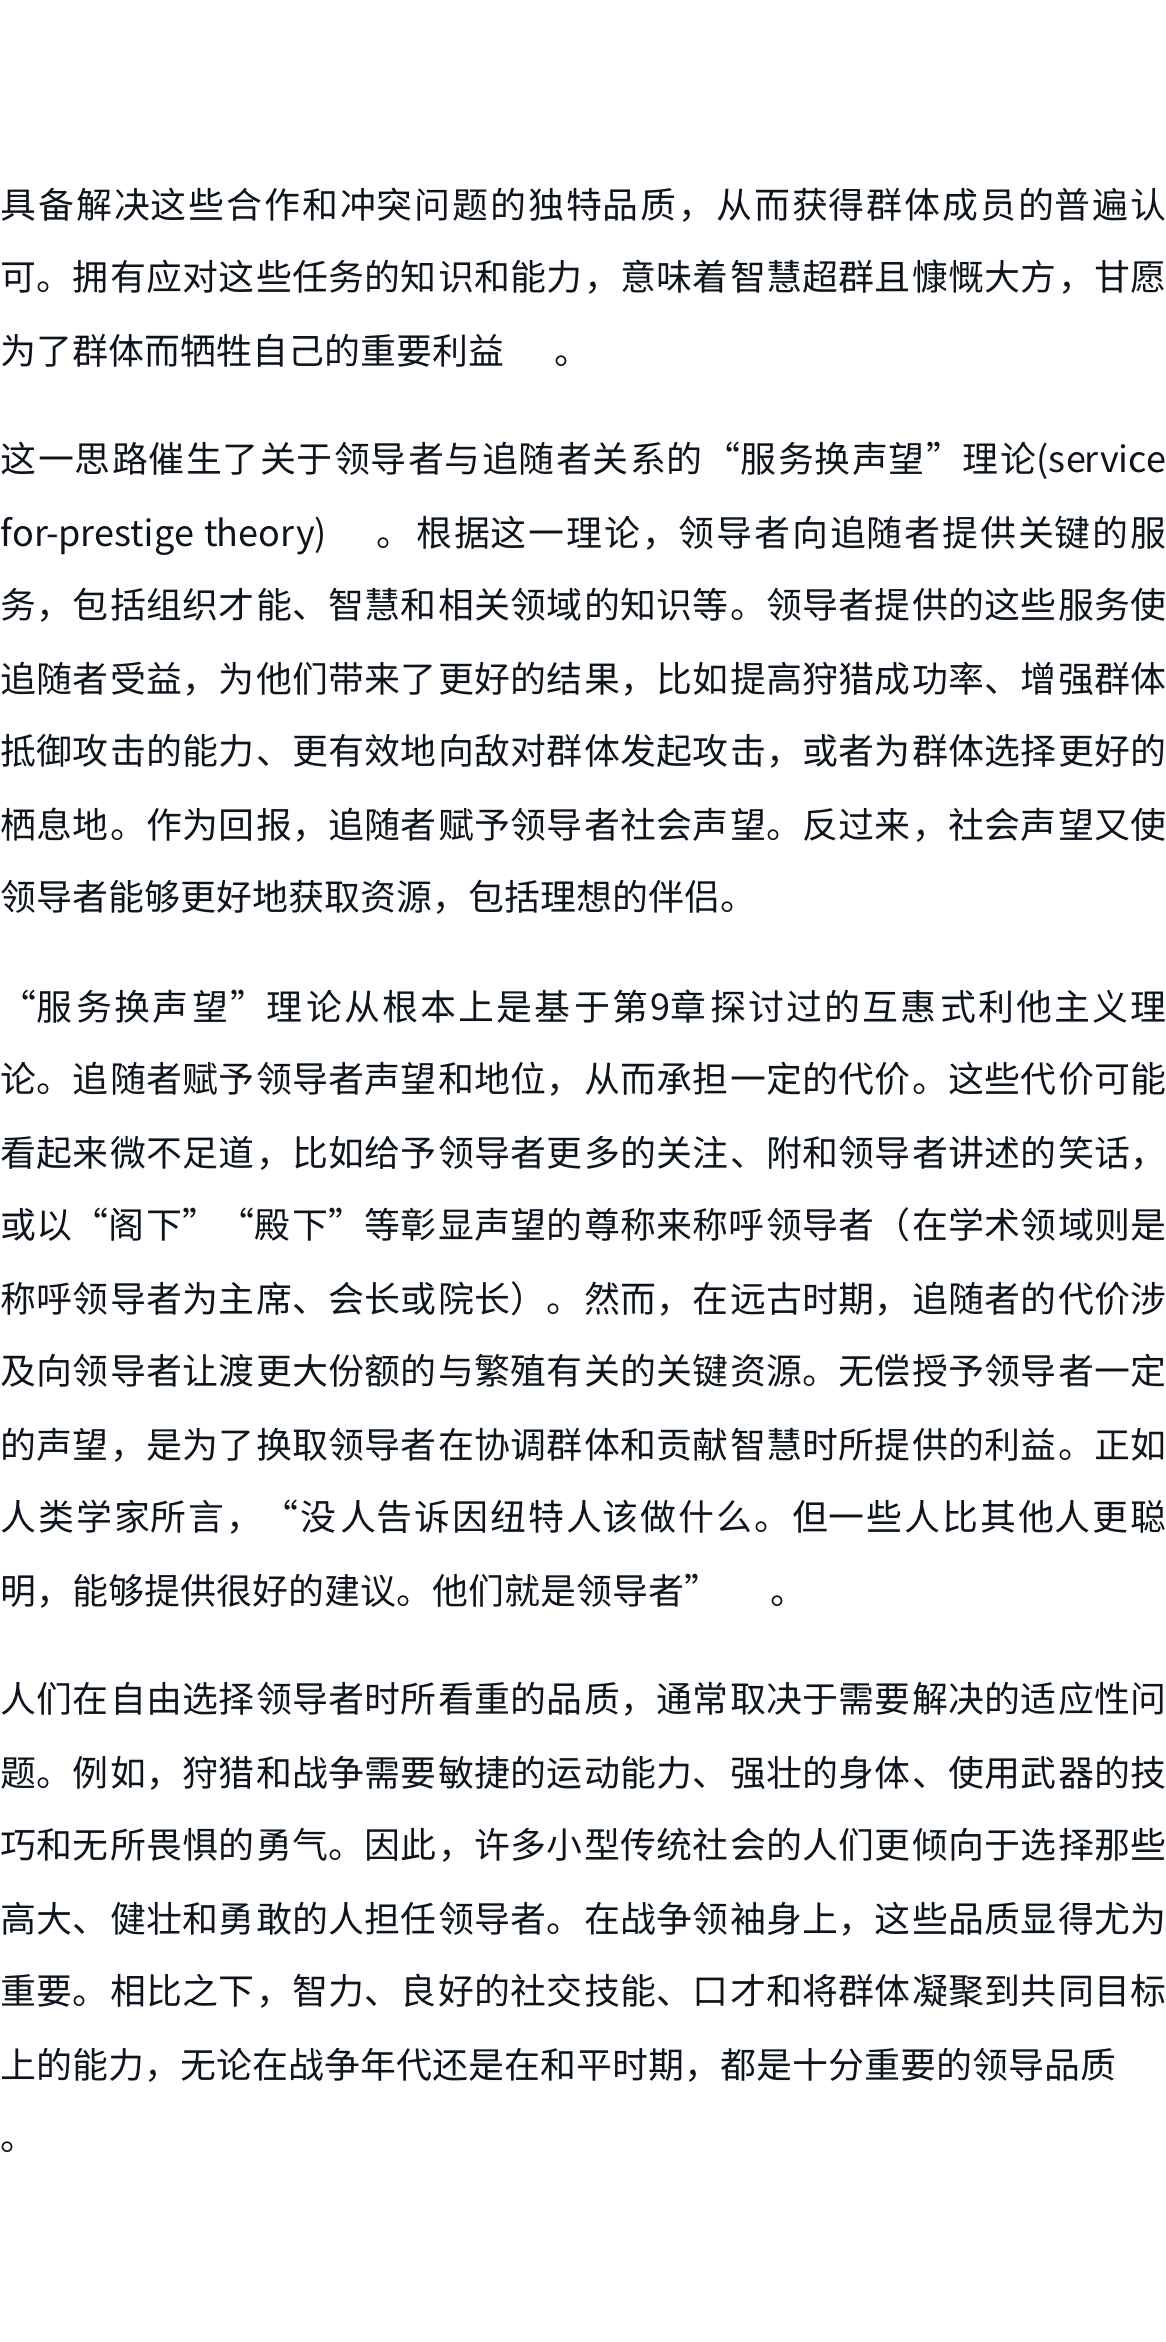 具备解决这些合作和冲突问题的独特品质，从而获得群体成员的普遍认
可。拥有应对这些任务的知识和能力，意味着智慧超群且慷慨大方，甘愿
为了群体而牺牲自己的重要利益 。
这一思路催生了关于领导者与追随者关系的“服务换声望”理论(service
for-prestige theory) 。根据这一理论，领导者向追随者提供关键的服
务，包括组织才能、智慧和相关领域的知识等。领导者提供的这些服务使
追随者受益，为他们带来了更好的结果，比如提高狩猎成功率、增强群体
抵御攻击的能力、更有效地向敌对群体发起攻击，或者为群体选择更好的
栖息地。作为回报，追随者赋予领导者社会声望。反过来，社会声望又使
领导者能够更好地获取资源，包括理想的伴侣。
“服务换声望”理论从根本上是基于第9章探讨过的互惠式利他主义理
论。追随者赋予领导者声望和地位，从而承担一定的代价。这些代价可能
看起来微不足道，比如给予领导者更多的关注、附和领导者讲述的笑话，
或以“阁下”“殿下”等彰显声望的尊称来称呼领导者（在学术领域则是
称呼领导者为主席、会长或院长）。然而，在远古时期，追随者的代价涉
及向领导者让渡更大份额的与繁殖有关的关键资源。无偿授予领导者一定
的声望，是为了换取领导者在协调群体和贡献智慧时所提供的利益。正如
人类学家所言，“没人告诉因纽特人该做什么。但一些人比其他人更聪
明，能够提供很好的建议。他们就是领导者” 。
人们在自由选择领导者时所看重的品质，通常取决于需要解决的适应性问
题。例如，狩猎和战争需要敏捷的运动能力、强壮的身体、使用武器的技
巧和无所畏惧的勇气。因此，许多小型传统社会的人们更倾向于选择那些
高大、健壮和勇敢的人担任领导者。在战争领袖身上，这些品质显得尤为
重要。相比之下，智力、良好的社交技能、口才和将群体凝聚到共同目标
上的能力，无论在战争年代还是在和平时期，都是十分重要的领导品质
。